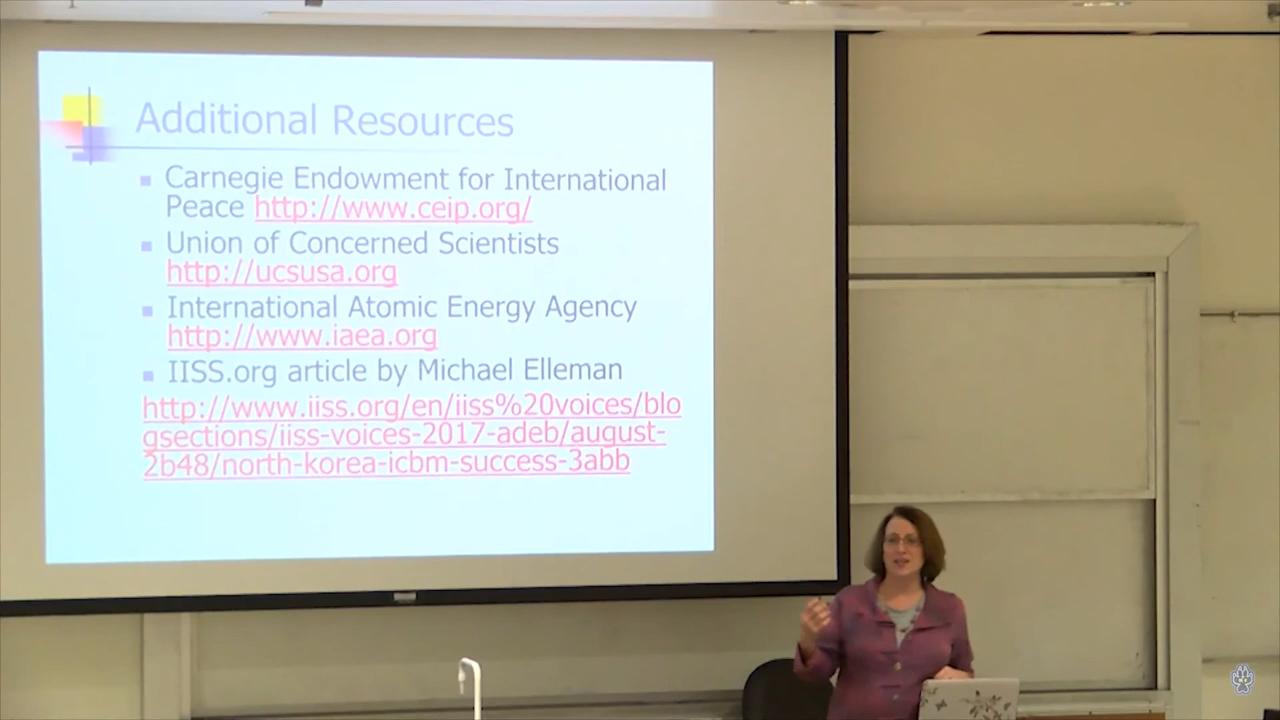 Additional Resources
Carnegie Endowment for International
Peace http://www.ceip.org/
Union of Concerned Scientists
http://ucsusa.org
International Atomic Energy Agency
http://www.iaea.org
IISS.org article by Michael Elleman
http://www.iiss.org/en/iiss%20voices/blo
gsections/iiss-voices-2017-adeb/august-
2b48/north-korea-icbm-success-3abb